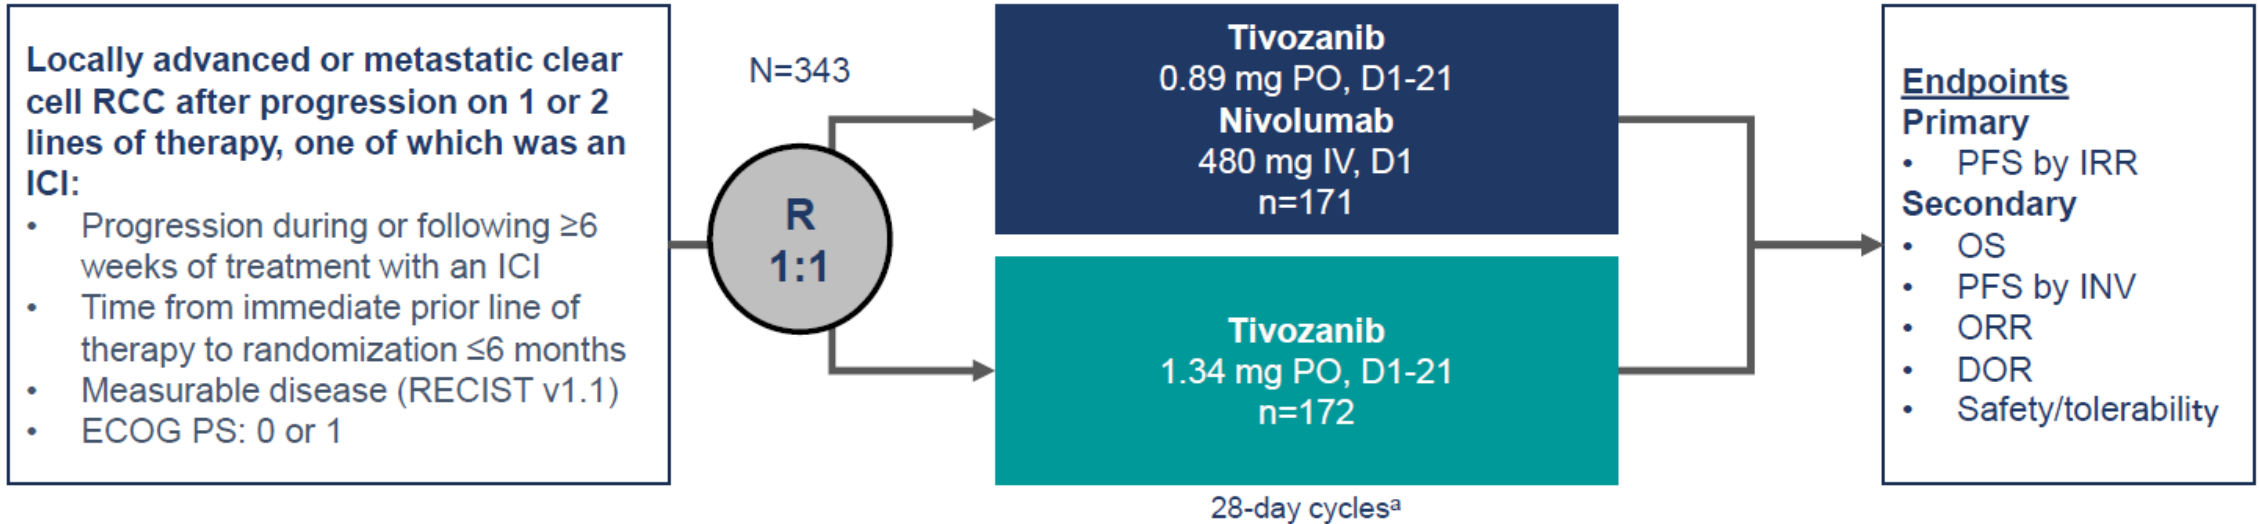 Locally advanced or metastatic clear
cell RCC after progression on 1 or 2
lines of therapy, one of which was an
ICI:
• Progression during or following ≥6
weeks of treatment with an ICI
• Time from immediate prior line of
therapy to randomization ≤6 months
• Measurable disease (RECIST v1.1)
• ECOG PS: 0 or 1
N=343
R
1:1
Tivozanib
0.89 mg PO, D1-21
Nivolumab
480 mg IV, D1
n=171
Tivozanib
1.34 mg PO, D1-21
n=172
28-day cyclesᵃ
Endpoints
Primary
• PFS by IRR
Secondary
• OS
• PFS by INV
• ORR
• DOR
• Safety/tolerability